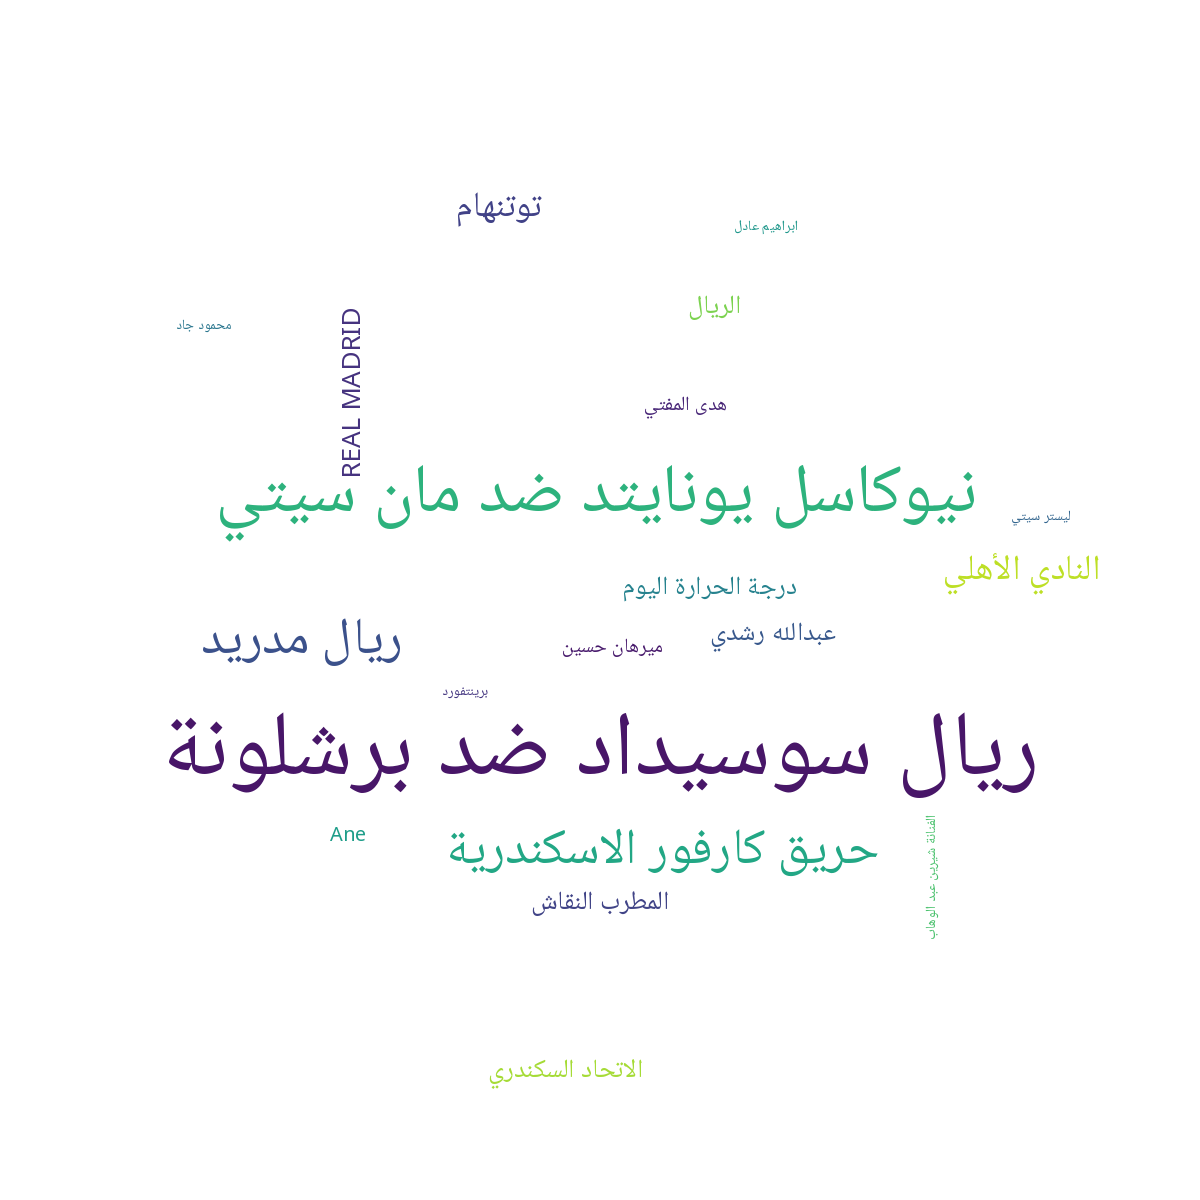 توتنهام
ابراهيم عادل
الريال
محمود جاد
REAL MADRID
هدى المفتي
نيوكاسل يونايتد ضد مان سيتي
ليستر سيتي
النادي الأهلي
درجة الحرارة اليوم
عبدالله رشدي
ريال مدريد
ميرهان حسين
برينتفورد
ريال سوسيداد ضد برشلونة
Ane
حريق كارفور الاسكندرية
الفنانة شيرين عبد الوهاب
المطرب النقاش
الاتحاد السكندري